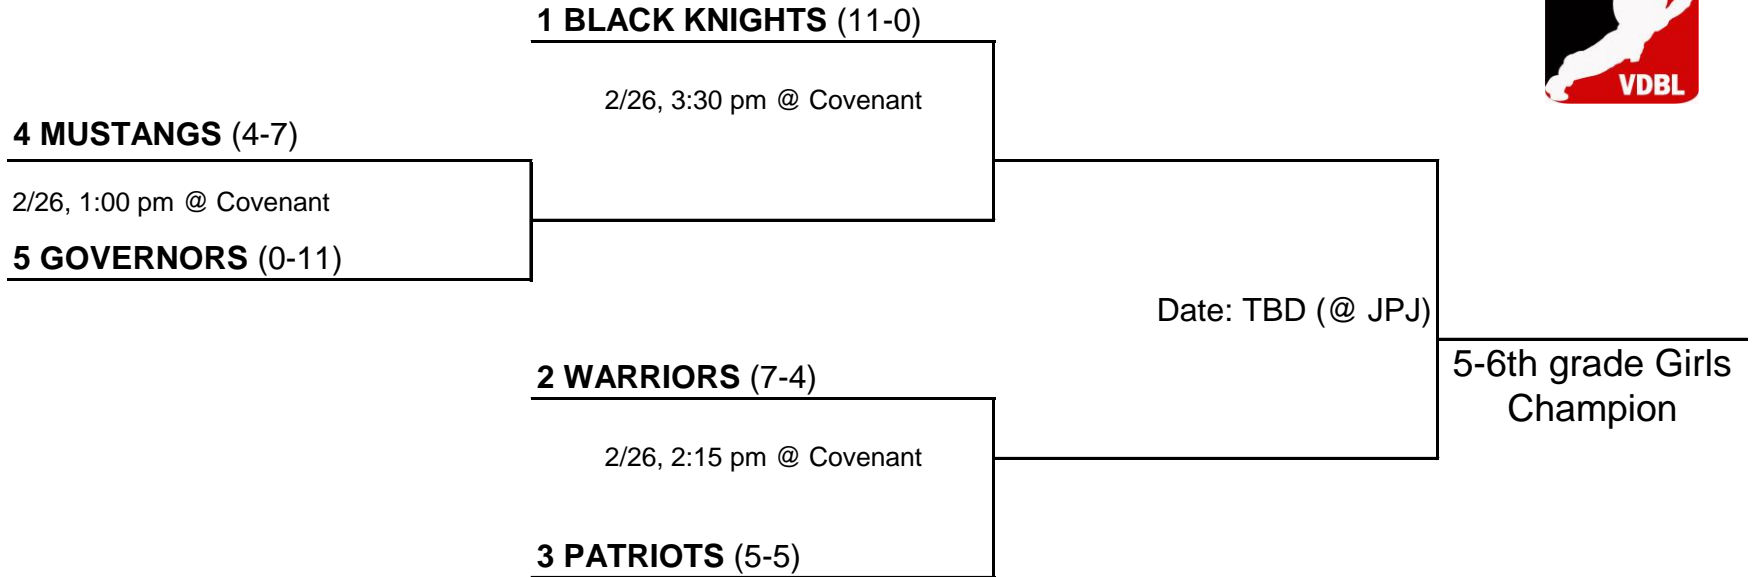 1 BLACK KNIGHTS (11-0)
VDBL
2/26, 3:30 pm @ Covenant
4 MUSTANGS (4-7)
2/26, 1:00 pm @ Covenant
5 GOVERNORS (0-11)
Date: TBD (@ JPJ)
5-6th grade Girls
Champion
2 WARRIORS (7-4)
2/26, 2:15 pm @ Covenant
3 PATRIOTS (5-5)